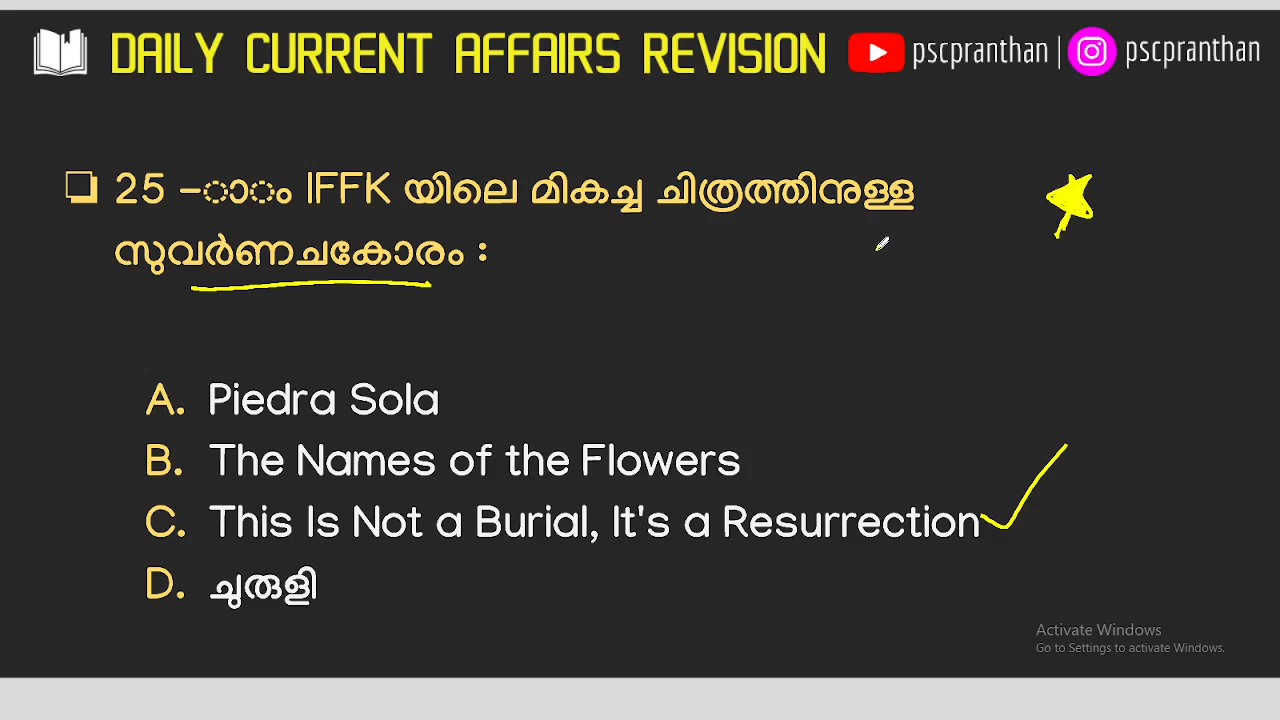 DAILY CURRENT AFFAIRS REVISION pscpranthan | pscpranthan
25 -ാം IFFK യിലെ മികച്ച ചിത്രത്തിനുള്ള
സുവർണചകോരം :
A. Piedra Sola
B. The Names of the Flowers
C. This Is Not a Burial, It's a Resurrection
D. ചുരുളി
Activate Windows
Go to Settings to activate Windows.